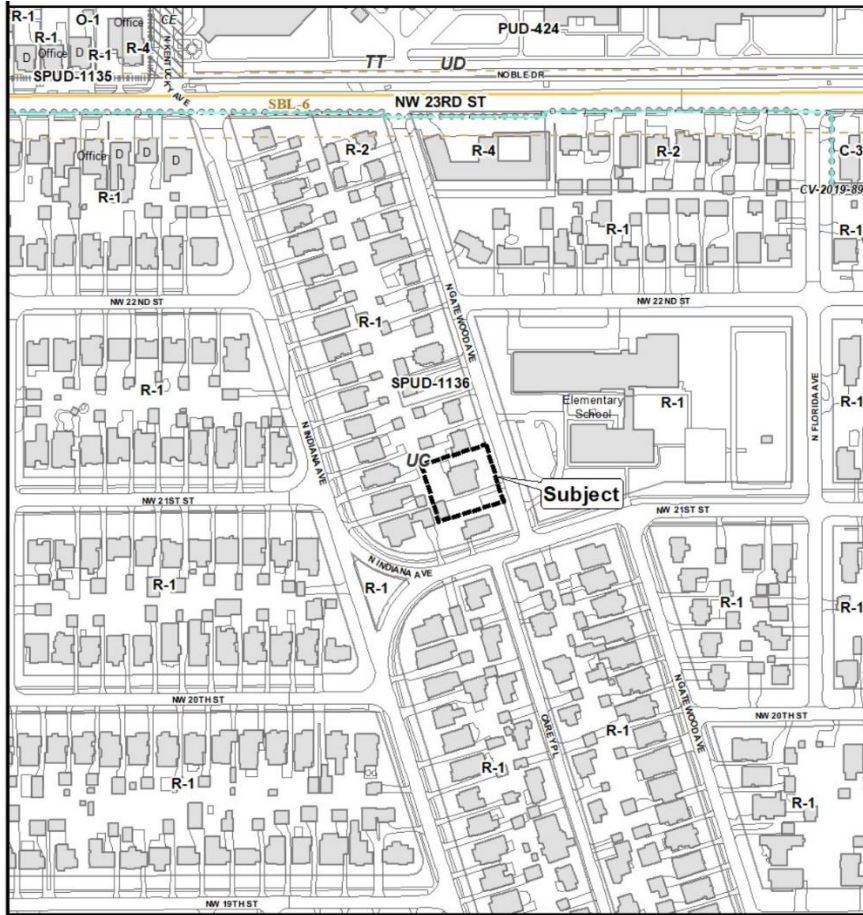 R-1
O-1
Office
CE
PUD-424
R-1
Office
D
R-4
D
D
R-1
N KENTUCKY AVE
TT
UD
SPUD-1135
NOBLE DR
SBL-6
NW 23RD ST
Office
D
D
D
R-2
R-4
R-2
C-3
R-1
CV-2019-89
R-1
R-1
NW 22ND ST
N GATEWOOD AVE
NW 22ND ST
R-1
R-1
SPUD-1136
Elementary
School
R-1
N FLORIDA AVE
R-1
N INDIANA AVE
UC
Subject
NW 21ST ST
NW 21ST ST
N INDIANA AVE
R-1
R-1
R-1
R-1
NW 20TH ST
CAREY PL
N GATEWOOD AVE
NW 20TH ST
R-1
R-1
R-1
R-1
NW 19TH ST